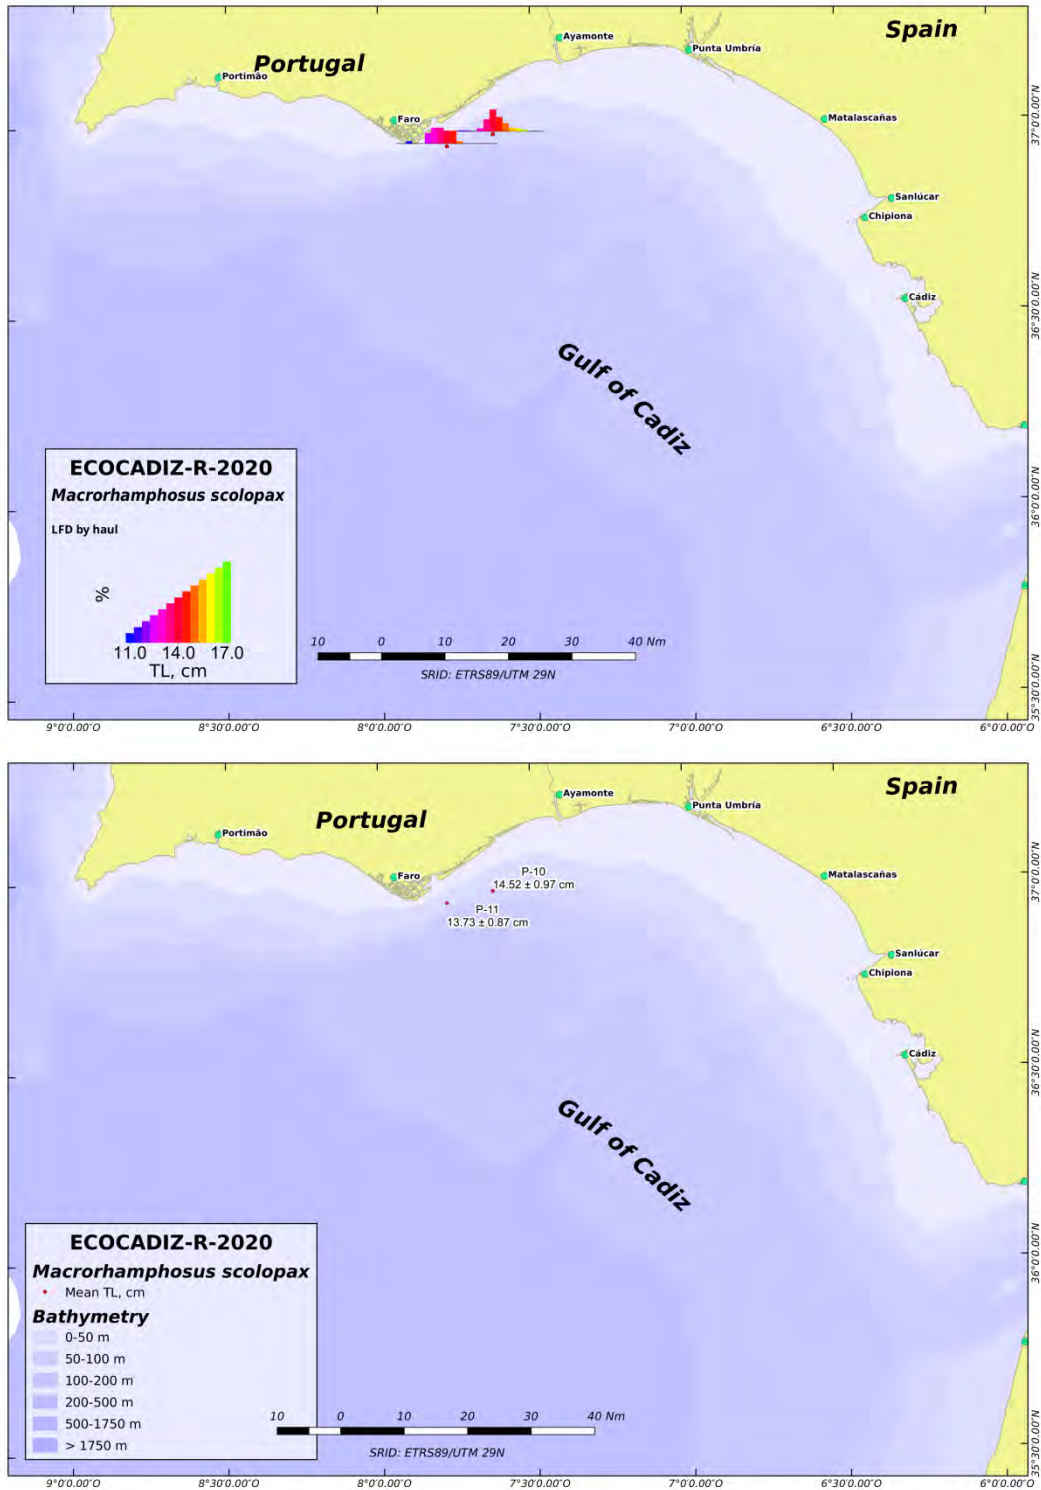 Spain
Ayamonte
Punta Umbría
Portugal
Portimão
37°0'0.00"N
Faro
Matalascañas
Sanlúcar
Chipiona
Cádiz
36°30'0.00"N
Gulf of Cadiz
ECOCADIZ-R-2020
Macrorhamphosus scolopax
LFD by haul
36°0'0.00"N
%
11.0 14.0 17.0
TL, cm
10 0 10 20 30 40 Nm
SRID: ETRS89/UTM 29N
35°30'0.00"N
9°0'0.00"O 8°30'0.00"O 8°0'0.00"O 7°30'0.00"O 7°0'0.00"O 6°30'0.00"O 6°0'0.00"O
Spain
Ayamonte
Punta Umbría
Portugal
Portimão
37°0'0.00"N
P-10
14.52 ± 0.97 cm
Faro
Matalascañas
P-11
13.73 ± 0.87 cm
Sanlúcar
Chipiona
Cádiz
36°30'0.00"N
Gulf of Cadiz
ECOCADIZ-R-2020
Macrorhamphosus scolopax
Mean TL, cm
36°0'0.00"N
Bathymetry
0-50 m
50-100 m
100-200 m
200-500 m
500-1750 m
> 1750 m
10 0 10 20 30 40 Nm
SRID: ETRS89/UTM 29N
35°30'0.00"N
9°0'0.00"O 8°30'0.00"O 8°0'0.00"O 7°30'0.00"O 7°0'0.00"O 6°30'0.00"O 6°0'0.00"O